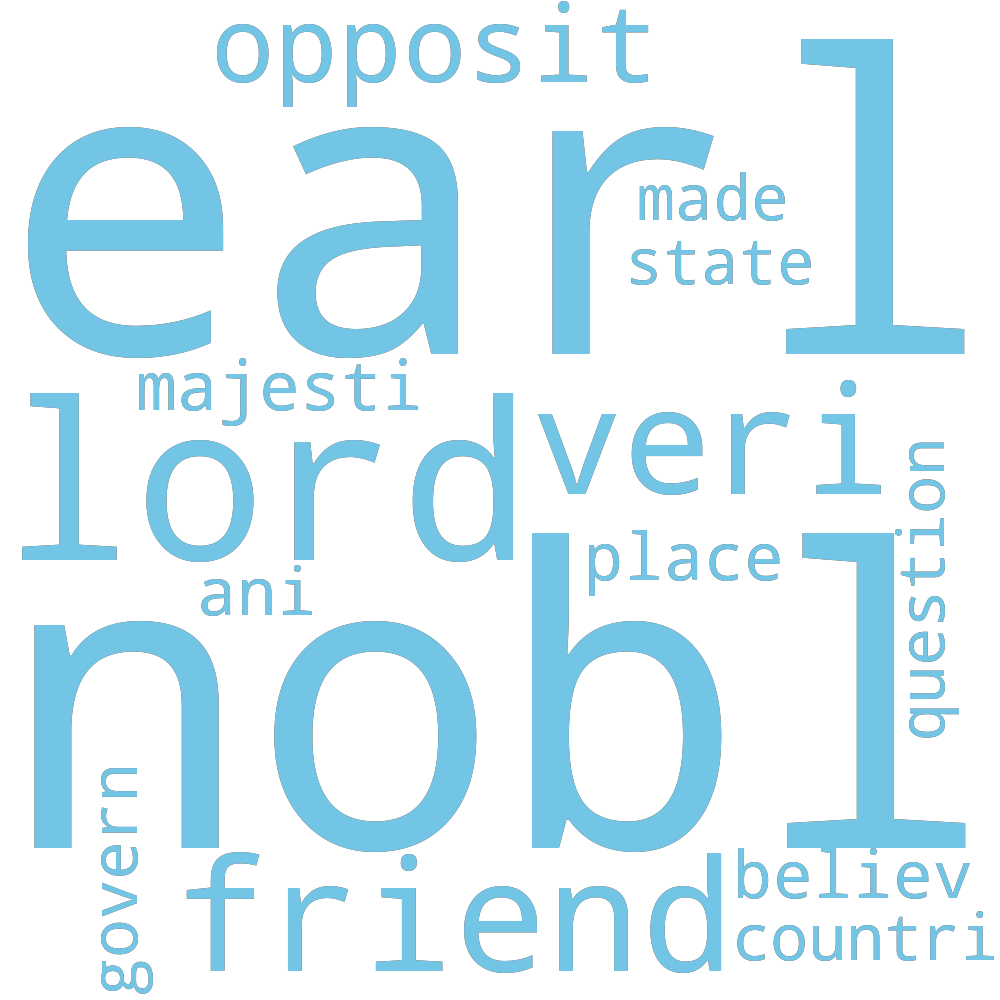 opposit
earl
made
state
majesti
lord
veri
question
place
ani
nobl
govern
friend
believ
countri